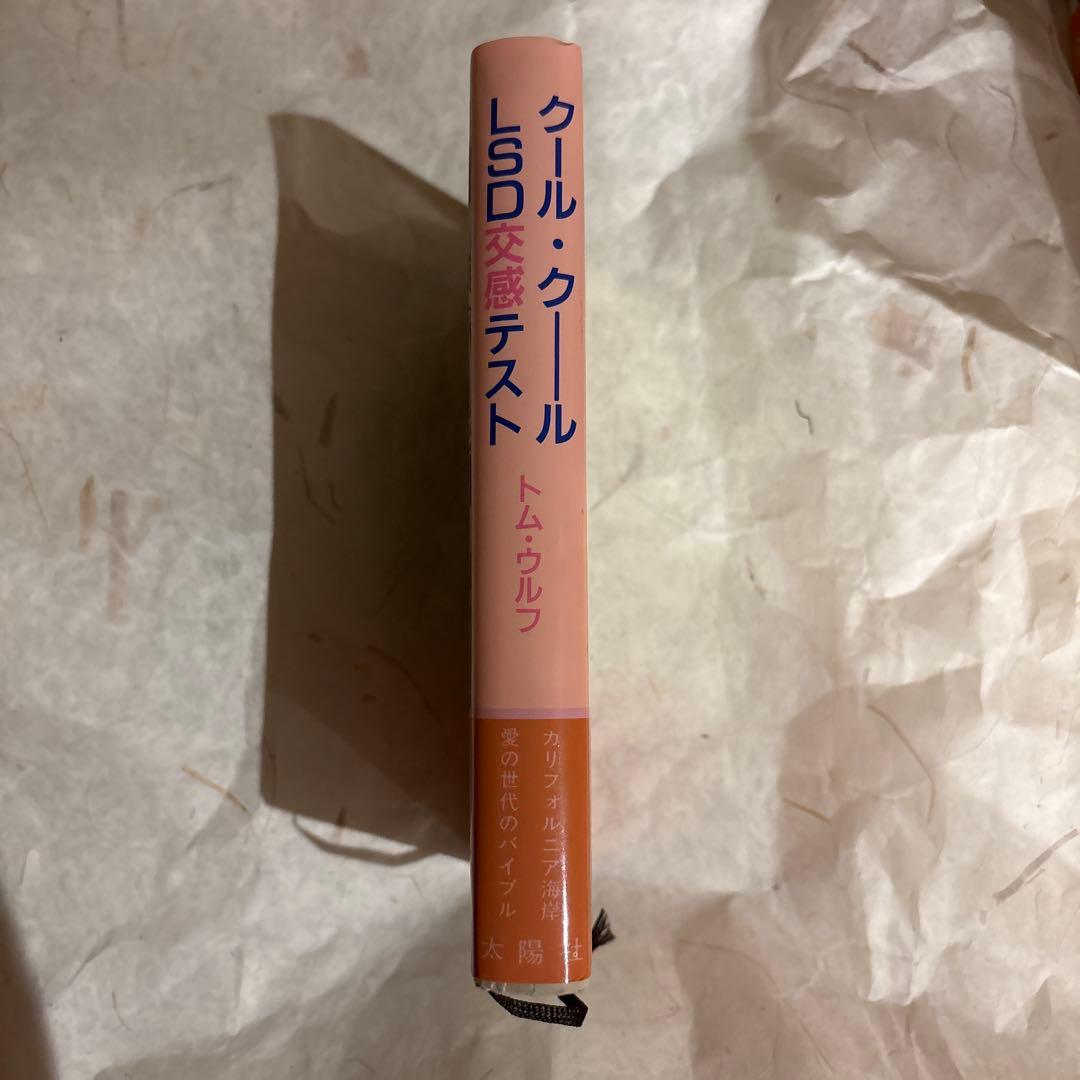 クール・クール
LSD交感テスト
トム・ウルフ
カリフォルニア海岸
愛の世代のバイブル
太陽社